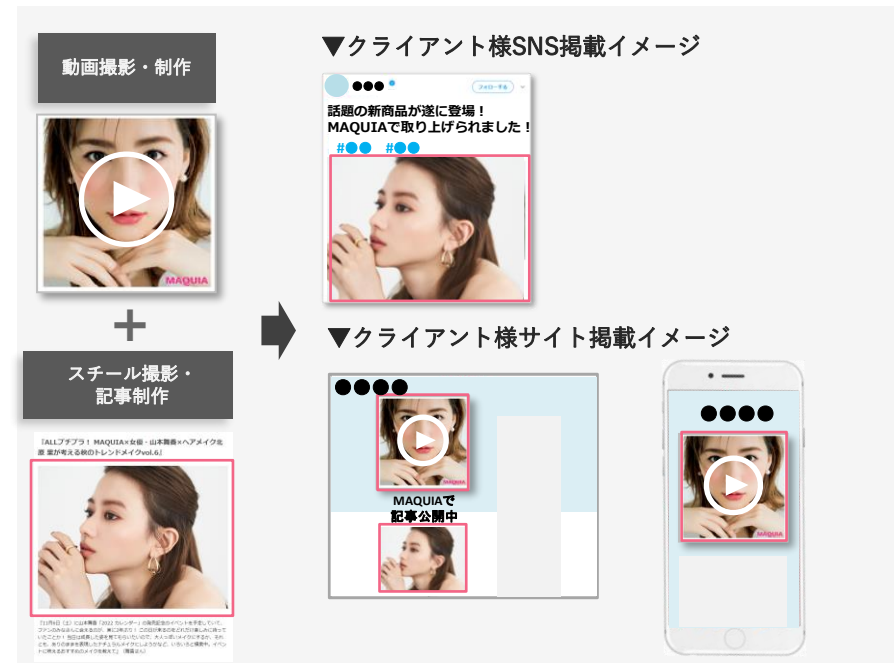 動画撮影・制作
MAQUIA
スチール撮影・
記事制作
『ALLプチプラ！ MAQUIA×女優・山本舞香×ヘアメイク北
原 果が考える秋のトレンドメイクvol.6』
▼クライアント様SNS掲載イメージ
フォローする
話題の新商品が遂に登場！
MAQUIAで取り上げられました！
#●● #●●
▼クライアント様サイト掲載イメージ
●●●●
MAQUIA
MAQUIAで
記事公開中
●●●●
MAQUIA